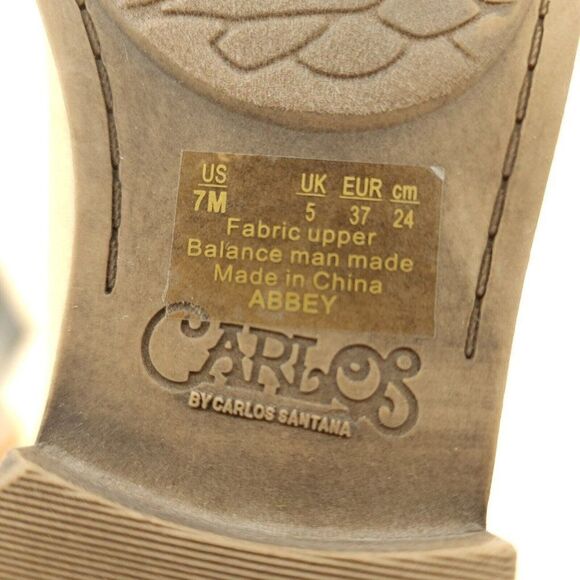 US UK EUR cm
7M 5 37 24
Fabric upper
Balance man made
Made in China
ABBEY
CARLOS
BY CARLOS SANTANA